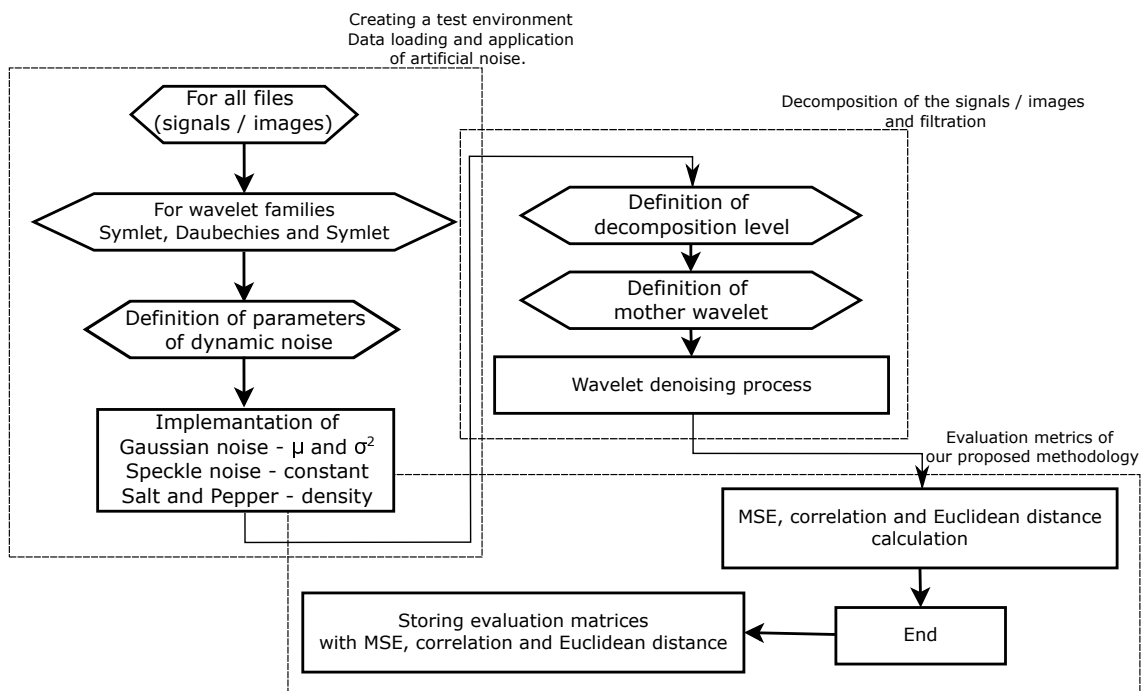 Creating a test environment
Data loading and application
of artificial noise.
For all files
(signals / images)
For wavelet families
Symlet, Daubechies and Symlet
Definition of parameters
of dynamic noise
Implemantation of
Gaussian noise - μ and σ²
Speckle noise - constant
Salt and Pepper - density
Decomposition of the signals / images
and filtration
Definition of
decomposition level
Definition of
mother wavelet
Wavelet denoising process
Evaluation metrics of
our proposed methodology
MSE, correlation and Euclidean distance
calculation
End
Storing evaluation matrices
with MSE, correlation and Euclidean distance